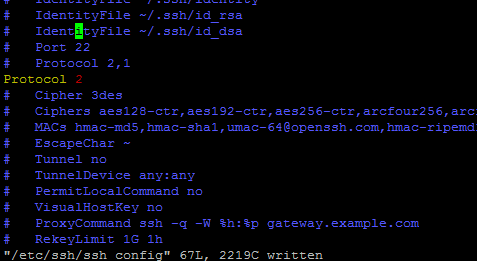 #   IdentityFile ~/.ssh/identity
#   IdentityFile ~/.ssh/id_rsa
#   IdentityFile ~/.ssh/id_dsa
#   Port 22
#   Protocol 2,1
Protocol 2
#   Cipher 3des
#   Ciphers aes128-ctr,aes192-ctr,aes256-ctr,arcfour256,arc
#   MACs hmac-md5,hmac-sha1,umac-64@openssh.com,hmac-ripemd
#   EscapeChar ~
#   Tunnel no
#   TunnelDevice any:any
#   PermitLocalCommand no
#   VisualHostKey no
#   ProxyCommand ssh -q -W %h:%p gateway.example.com
#   RekeyLimit 1G 1h
"/etc/ssh/ssh_config" 67L, 2219C written